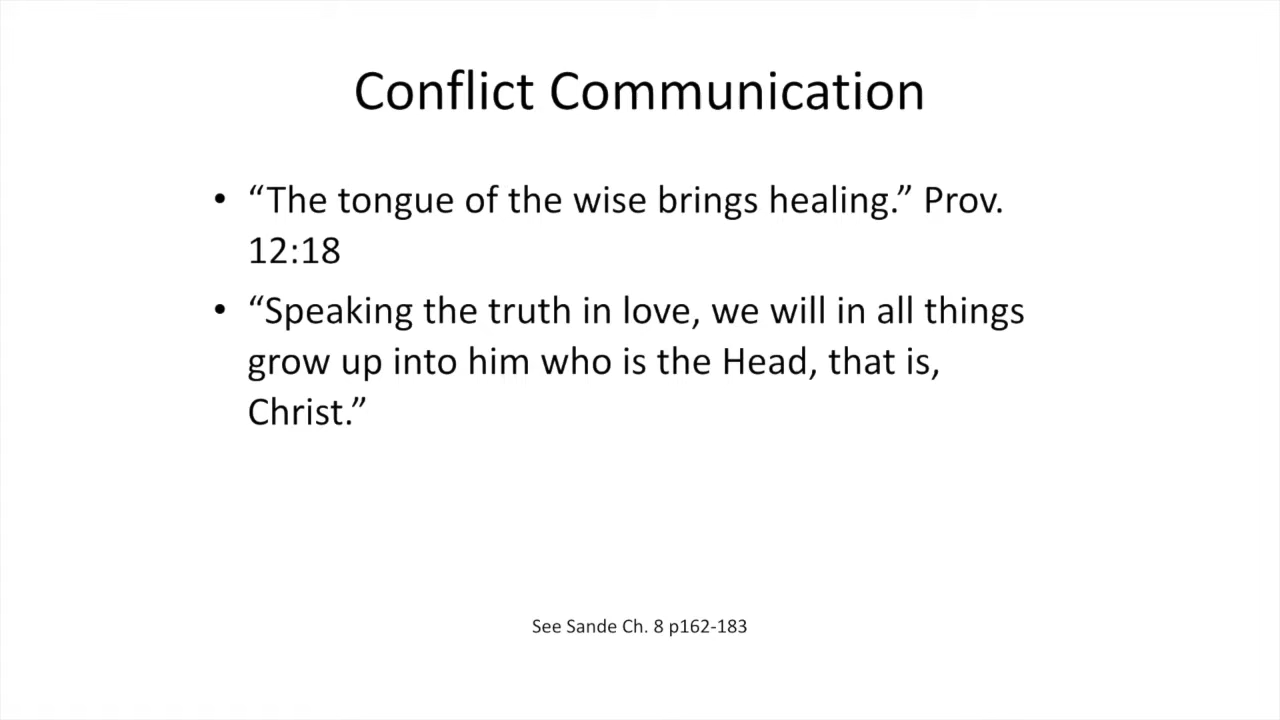 Conflict Communication
• “The tongue of the wise brings healing.” Prov.
12:18
• “Speaking the truth in love, we will in all things
grow up into him who is the Head, that is,
Christ.”
See Sande Ch. 8 p162-183